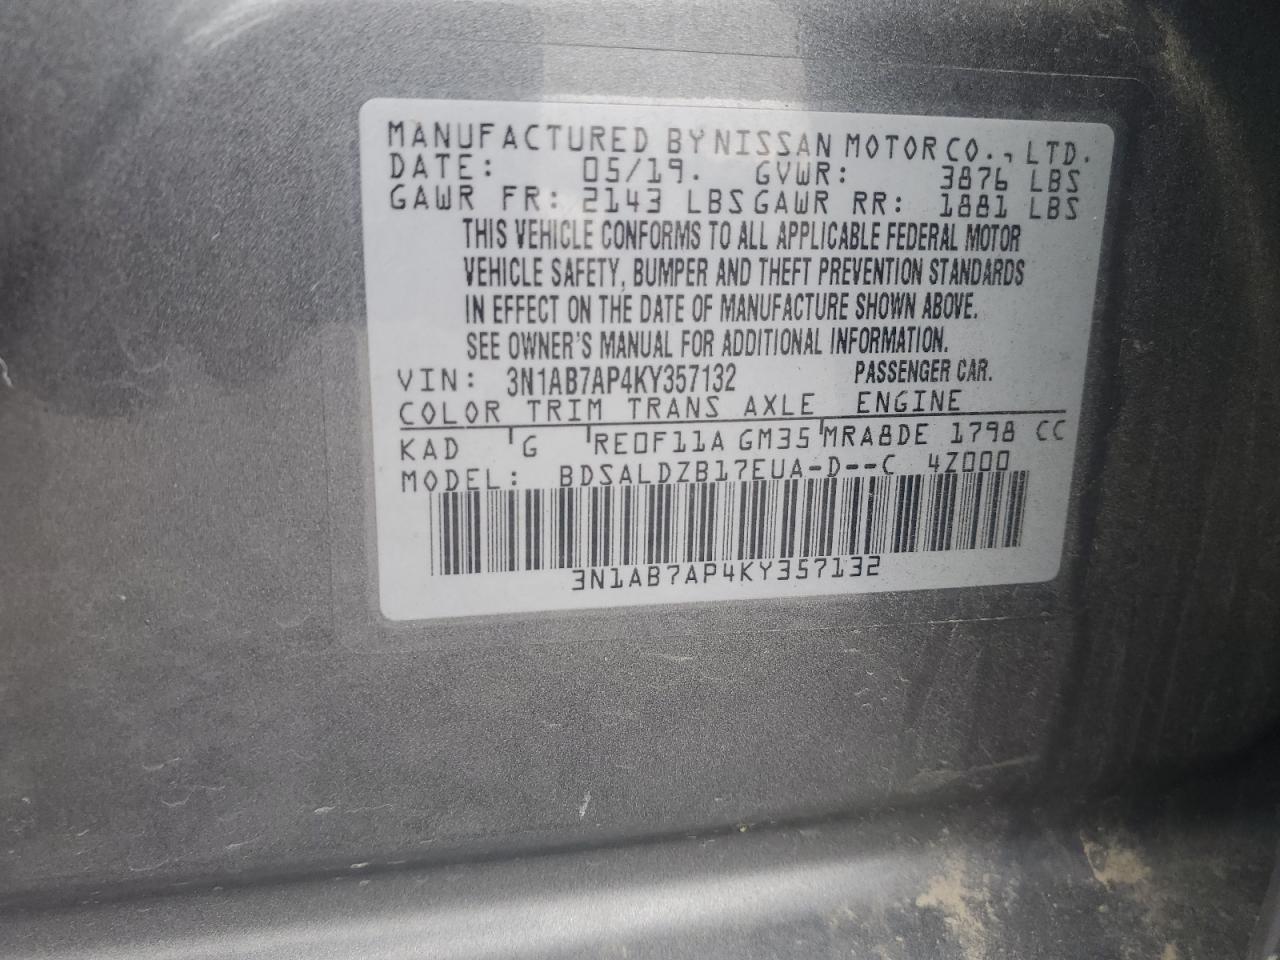 MANUFACTURED BY NISSAN MOTOR CO., LTD.
DATE: 05/19. GVWR: 3876 LBS
GAWR FR: 2143 LBS GAWR RR: 1881 LBS
THIS VEHICLE CONFORMS TO ALL APPLICABLE FEDERAL MOTOR
VEHICLE SAFETY, BUMPER AND THEFT PREVENTION STANDARDS
IN EFFECT ON THE DATE OF MANUFACTURE SHOWN ABOVE.
SEE OWNER'S MANUAL FOR ADDITIONAL INFORMATION.
VIN: 3N1AB7AP4KY357132 PASSENGER CAR.
COLOR TRIM TRANS AXLE ENGINE
KAD G RE0F11A GM35 MRA8DE 1798 CC
MODEL: BDSALDZB17EUA-D--C 4Z000
3N1AB7AP4KY357132